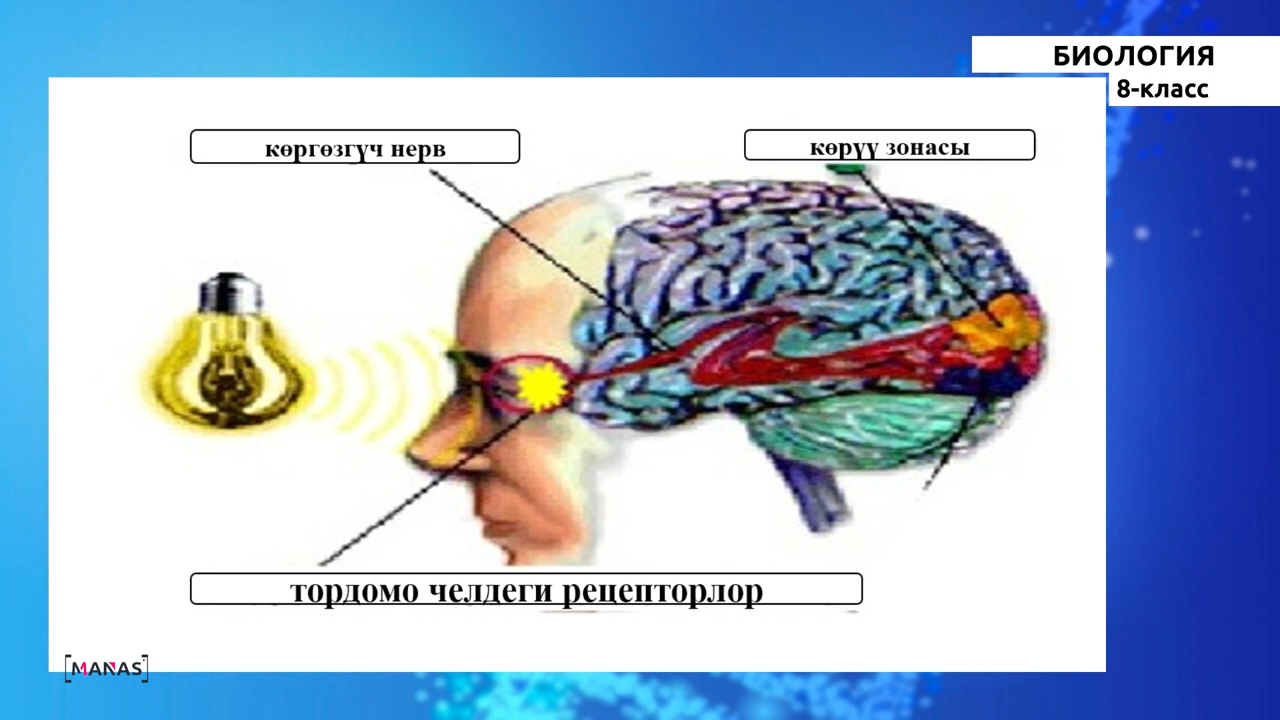 БИОЛОГИЯ
8-класс
көргөзгүч нерв
көрүү зонасы
тордомо челдеги рецепторлор
[MANAS]